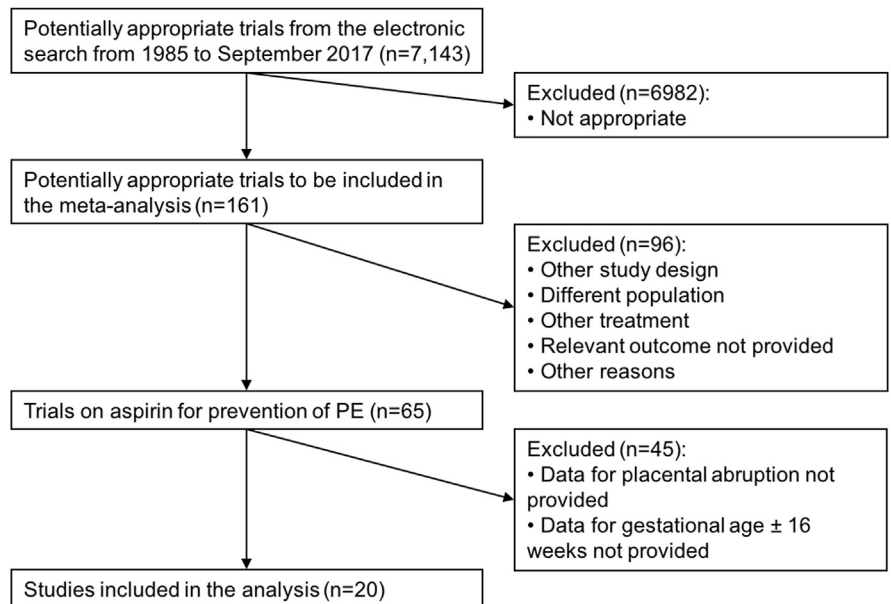 Potentially appropriate trials from the electronic
search from 1985 to September 2017 (n=7,143)
Excluded (n=6982):
• Not appropriate
Potentially appropriate trials to be included in
the meta-analysis (n=161)
Excluded (n=96):
• Other study design
• Different population
• Other treatment
• Relevant outcome not provided
• Other reasons
Trials on aspirin for prevention of PE (n=65)
Excluded (n=45):
• Data for placental abruption not
provided
• Data for gestational age ± 16
weeks not provided
Studies included in the analysis (n=20)